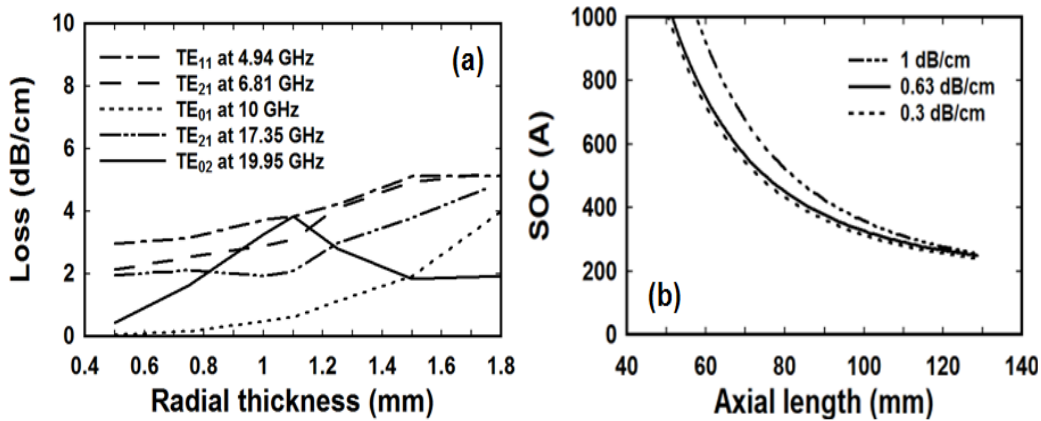 10
8
6
4
2
0
Loss (dB/cm)
(a)
TE11 at 4.94 GHz
TE21 at 6.81 GHz
TE01 at 10 GHz
TE21 at 17.35 GHz
TE02 at 19.95 GHz
0.4 0.6 0.8 1 1.2 1.4 1.6 1.8
Radial thickness (mm)
1000
800
600
400
200
0
SOC (A)
1 dB/cm
0.63 dB/cm
0.3 dB/cm
(b)
40 60 80 100 120 140
Axial length (mm)